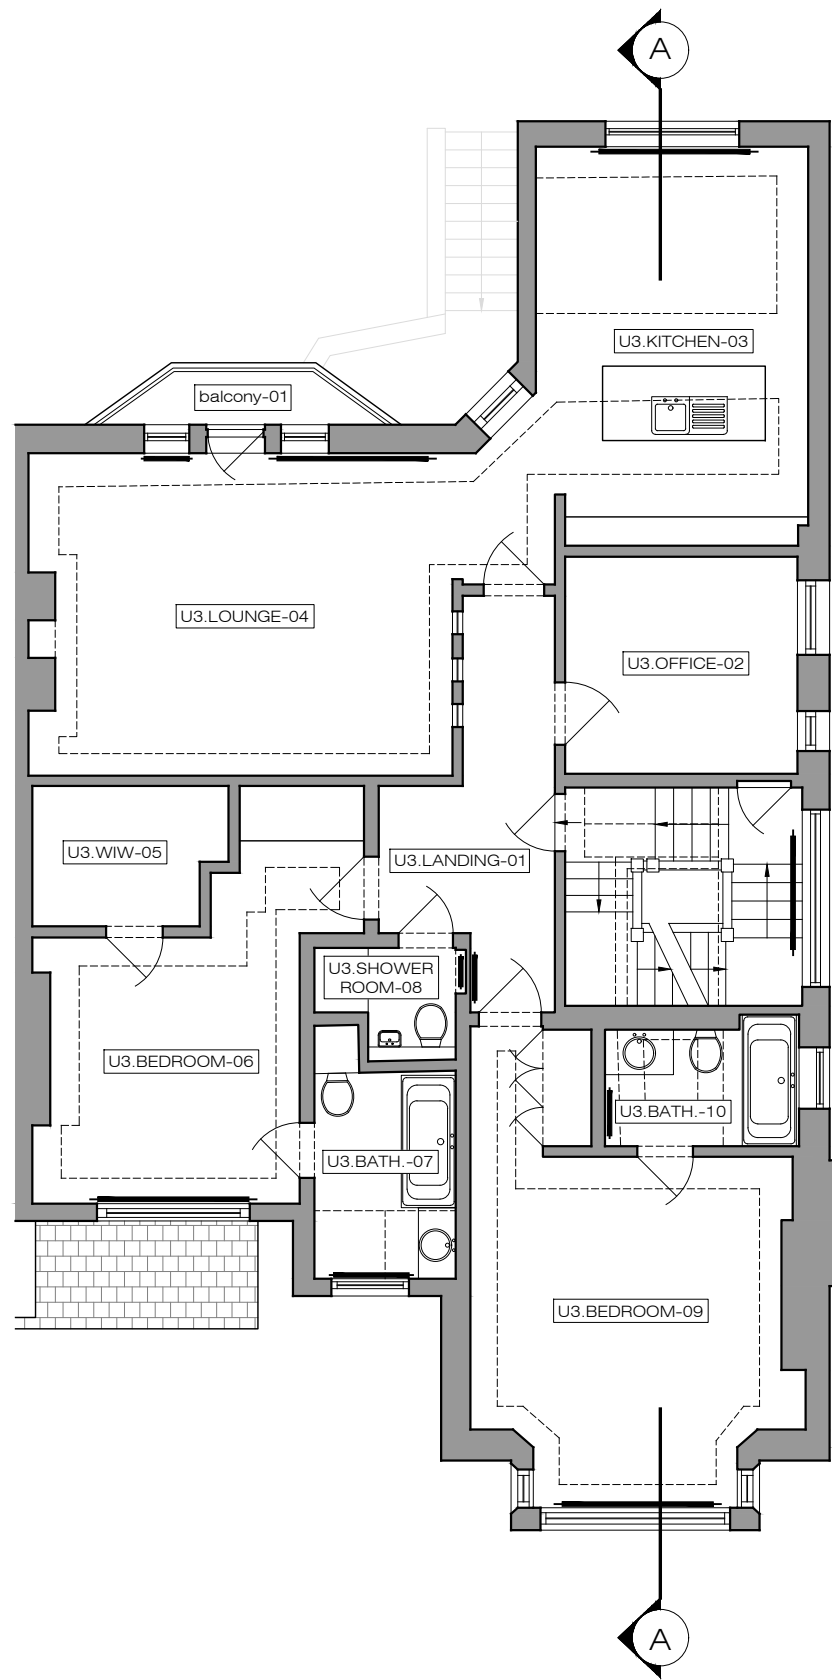 A
U3.KITCHEN-03
balcony-01
U3.LOUNGE-04
U3.OFFICE-02
U3.WIW-05
U3.LANDING-01
U3.SHOWER
ROOM-08
U3.BEDROOM-06
U3.BATH.-10
U3.BATH.-07
U3.BEDROOM-09
A